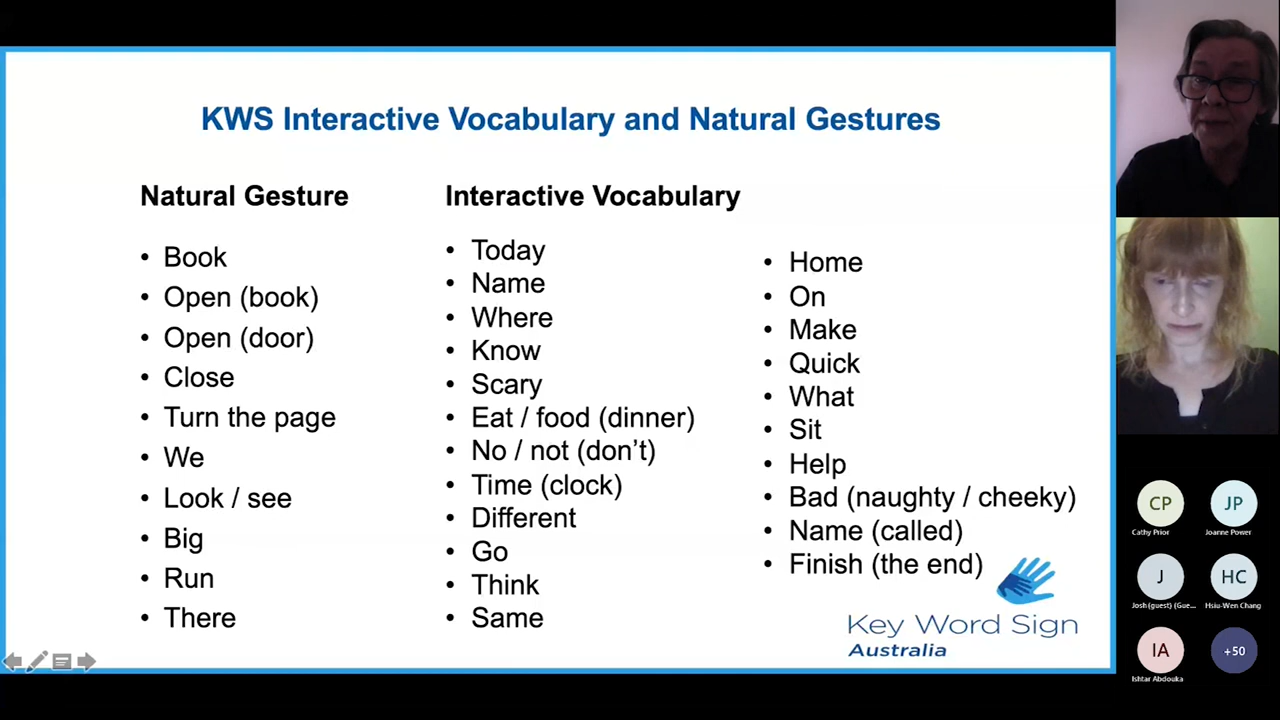 KWS Interactive Vocabulary and Natural Gestures
Natural Gesture
• Book
• Open (book)
• Open (door)
• Close
• Turn the page
• We
• Look / see
• Big
• Run
• There
Interactive Vocabulary
• Today
• Name
• Where
• Know
• Scary
• Eat / food (dinner)
• No / not (don’t)
• Time (clock)
• Different
• Go
• Think
• Same
• Home
• On
• Make
• Quick
• What
• Sit
• Help
• Bad (naughty / cheeky)
• Name (called)
• Finish (the end)
Key Word Sign
Australia
CP
Cathy Prior
JP
Joanne Power
J
Josh (guest) (Gue...
HC
Hsiu-Wen Chang
IA
Ishtar Abdouka
+50